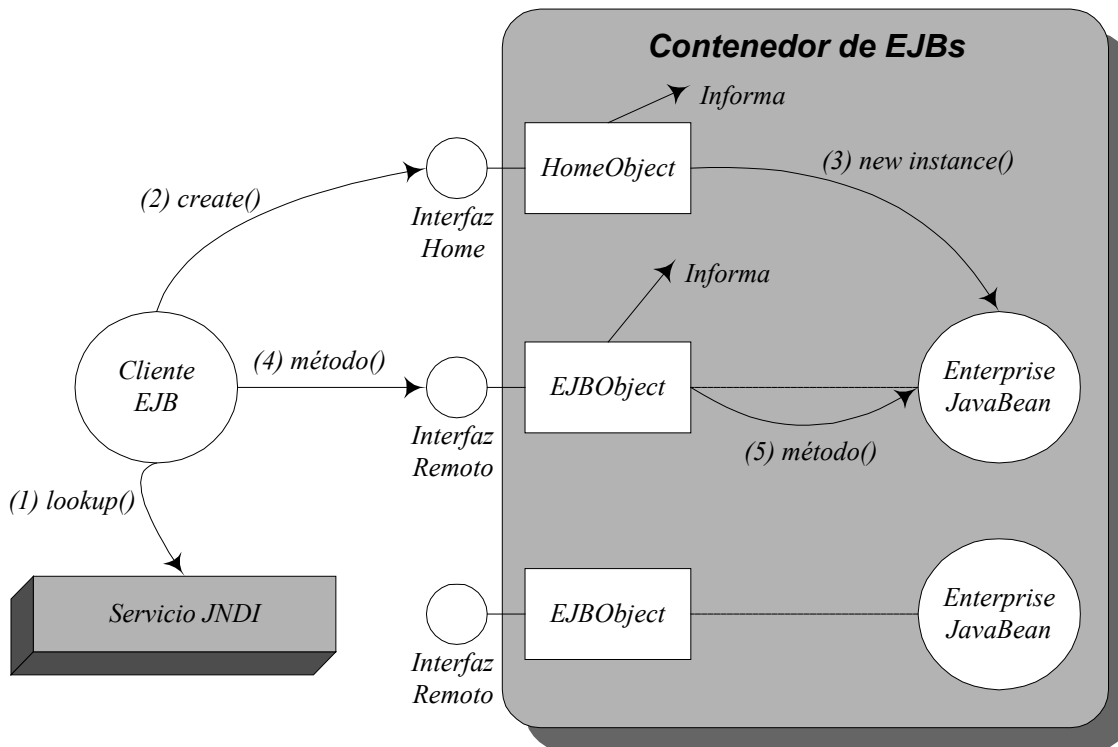 Contenedor de EJBs
Informa
HomeObject
(3) new instance()
(2) create()
Interfaz
Home
Informa
Cliente
EJB
(4) método()
EJBObject
Enterprise
JavaBean
Interfaz
Remoto
(5) método()
(1) lookup()
Servicio JNDI
EJBObject
Enterprise
JavaBean
Interfaz
Remoto